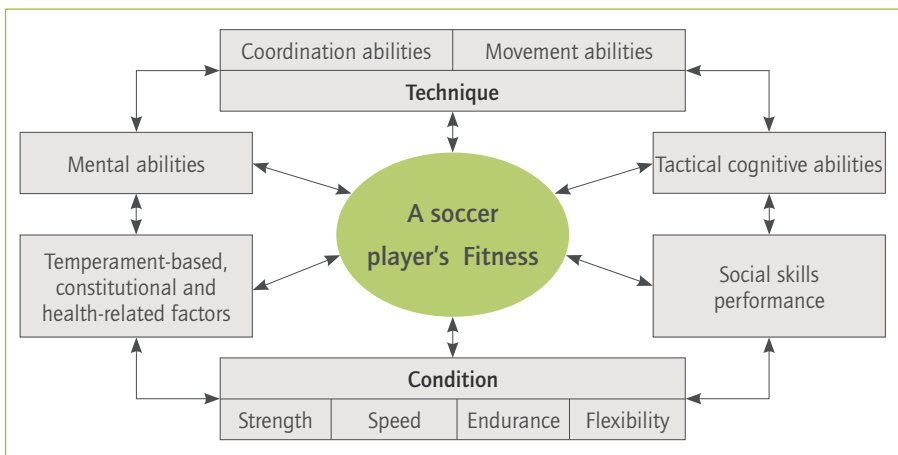 Coordination abilities
Movement abilities
Technique
Mental abilities
Tactical cognitive abilities
A soccer
player's Fitness
Temperament-based,
constitutional and
health-related factors
Social skills
performance
Condition
Strength
Speed
Endurance
Flexibility